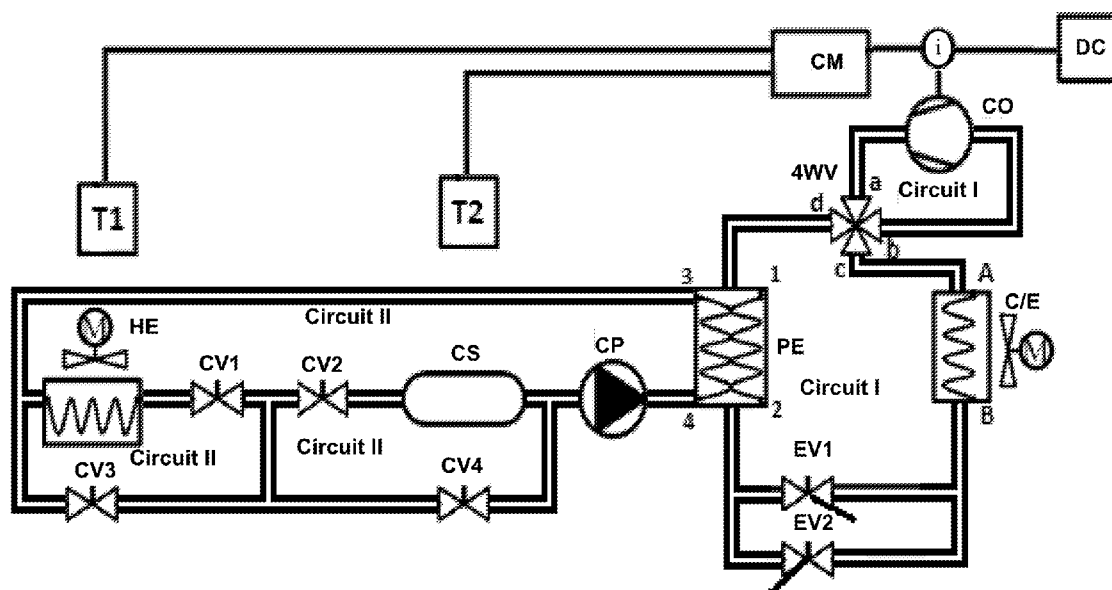 CM
i
DC
CO
4WV
a
Circuit I
T1
T2
d
b
c
3
1
A
C/E
M
HE
Circuit II
M
CV1
CV2
CS
CP
PE
Circuit I
4
2
B
Circuit II
Circuit II
CV3
CV4
EV1
EV2